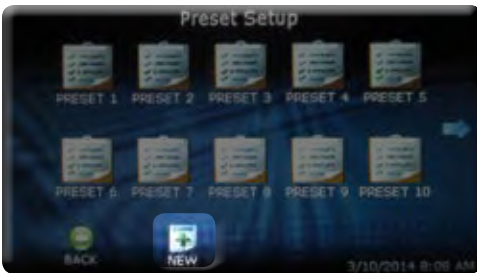 Preset Setup
PRESET 1 PRESET 2 PRESET 3 PRESET 4 PRESET 5
PRESET 6 PRESET 7 PRESET 8 PRESET 9 PRESET 10
BACK NEW
3/10/2014 8:09 AM